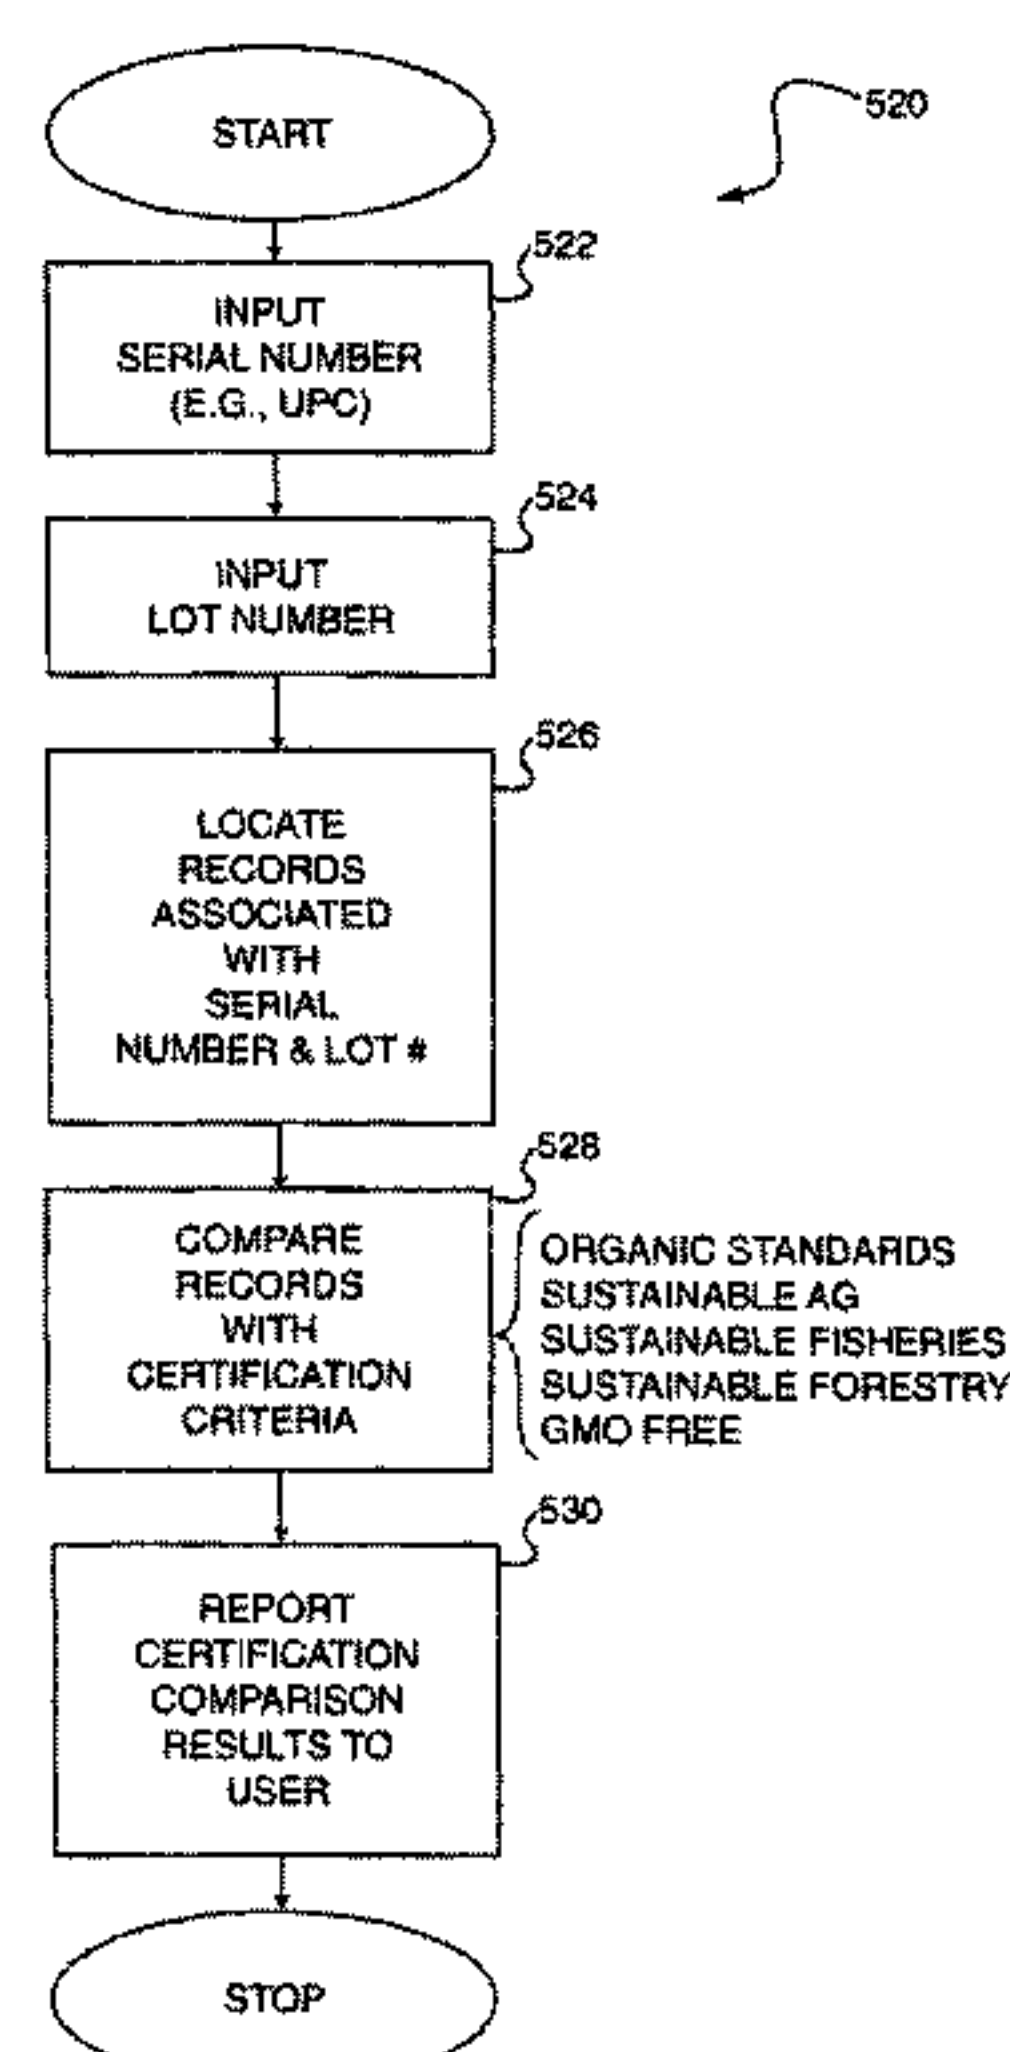 START
520
522
INPUT
SERIAL NUMBER
(E.G., UPC)
524
INPUT
LOT NUMBER
526
LOCATE
RECORDS
ASSOCIATED
WITH
SERIAL
NUMBER & LOT #
528
COMPARE
RECORDS
WITH
CERTIFICATION
CRITERIA
ORGANIC STANDARDS
SUSTAINABLE AG
SUSTAINABLE FISHERIES
SUSTAINABLE FORESTRY
GMO FREE
530
REPORT
CERTIFICATION
COMPARISON
RESULTS TO
USER
STOP